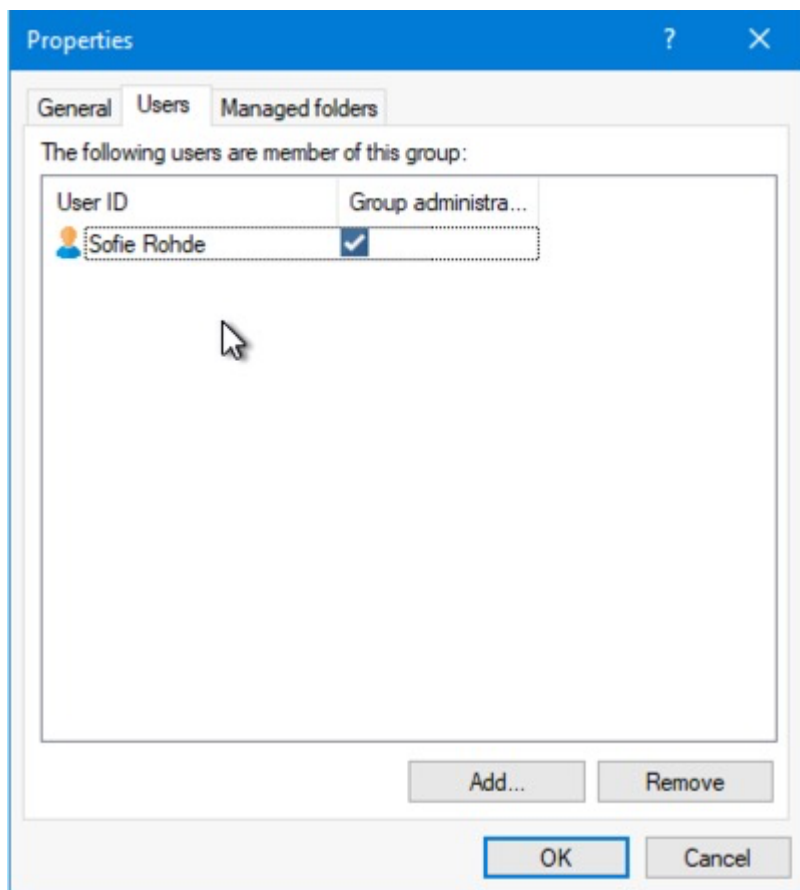 Properties ?
General Users Managed folders
The following users are member of this group:
User ID Group administra...
Sofie Rohde
Add... Remove
OK Cancel